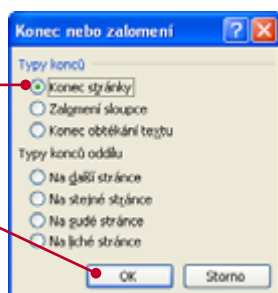 Konec nebo zalomení
Typy konců
Konec stránky
Zalomení sloupce
Konec obtékání textu
Typy konců oddílu
Na další stránce
Na stejné stránce
Na sudé stránce
Na liché stránce
OK
Storno